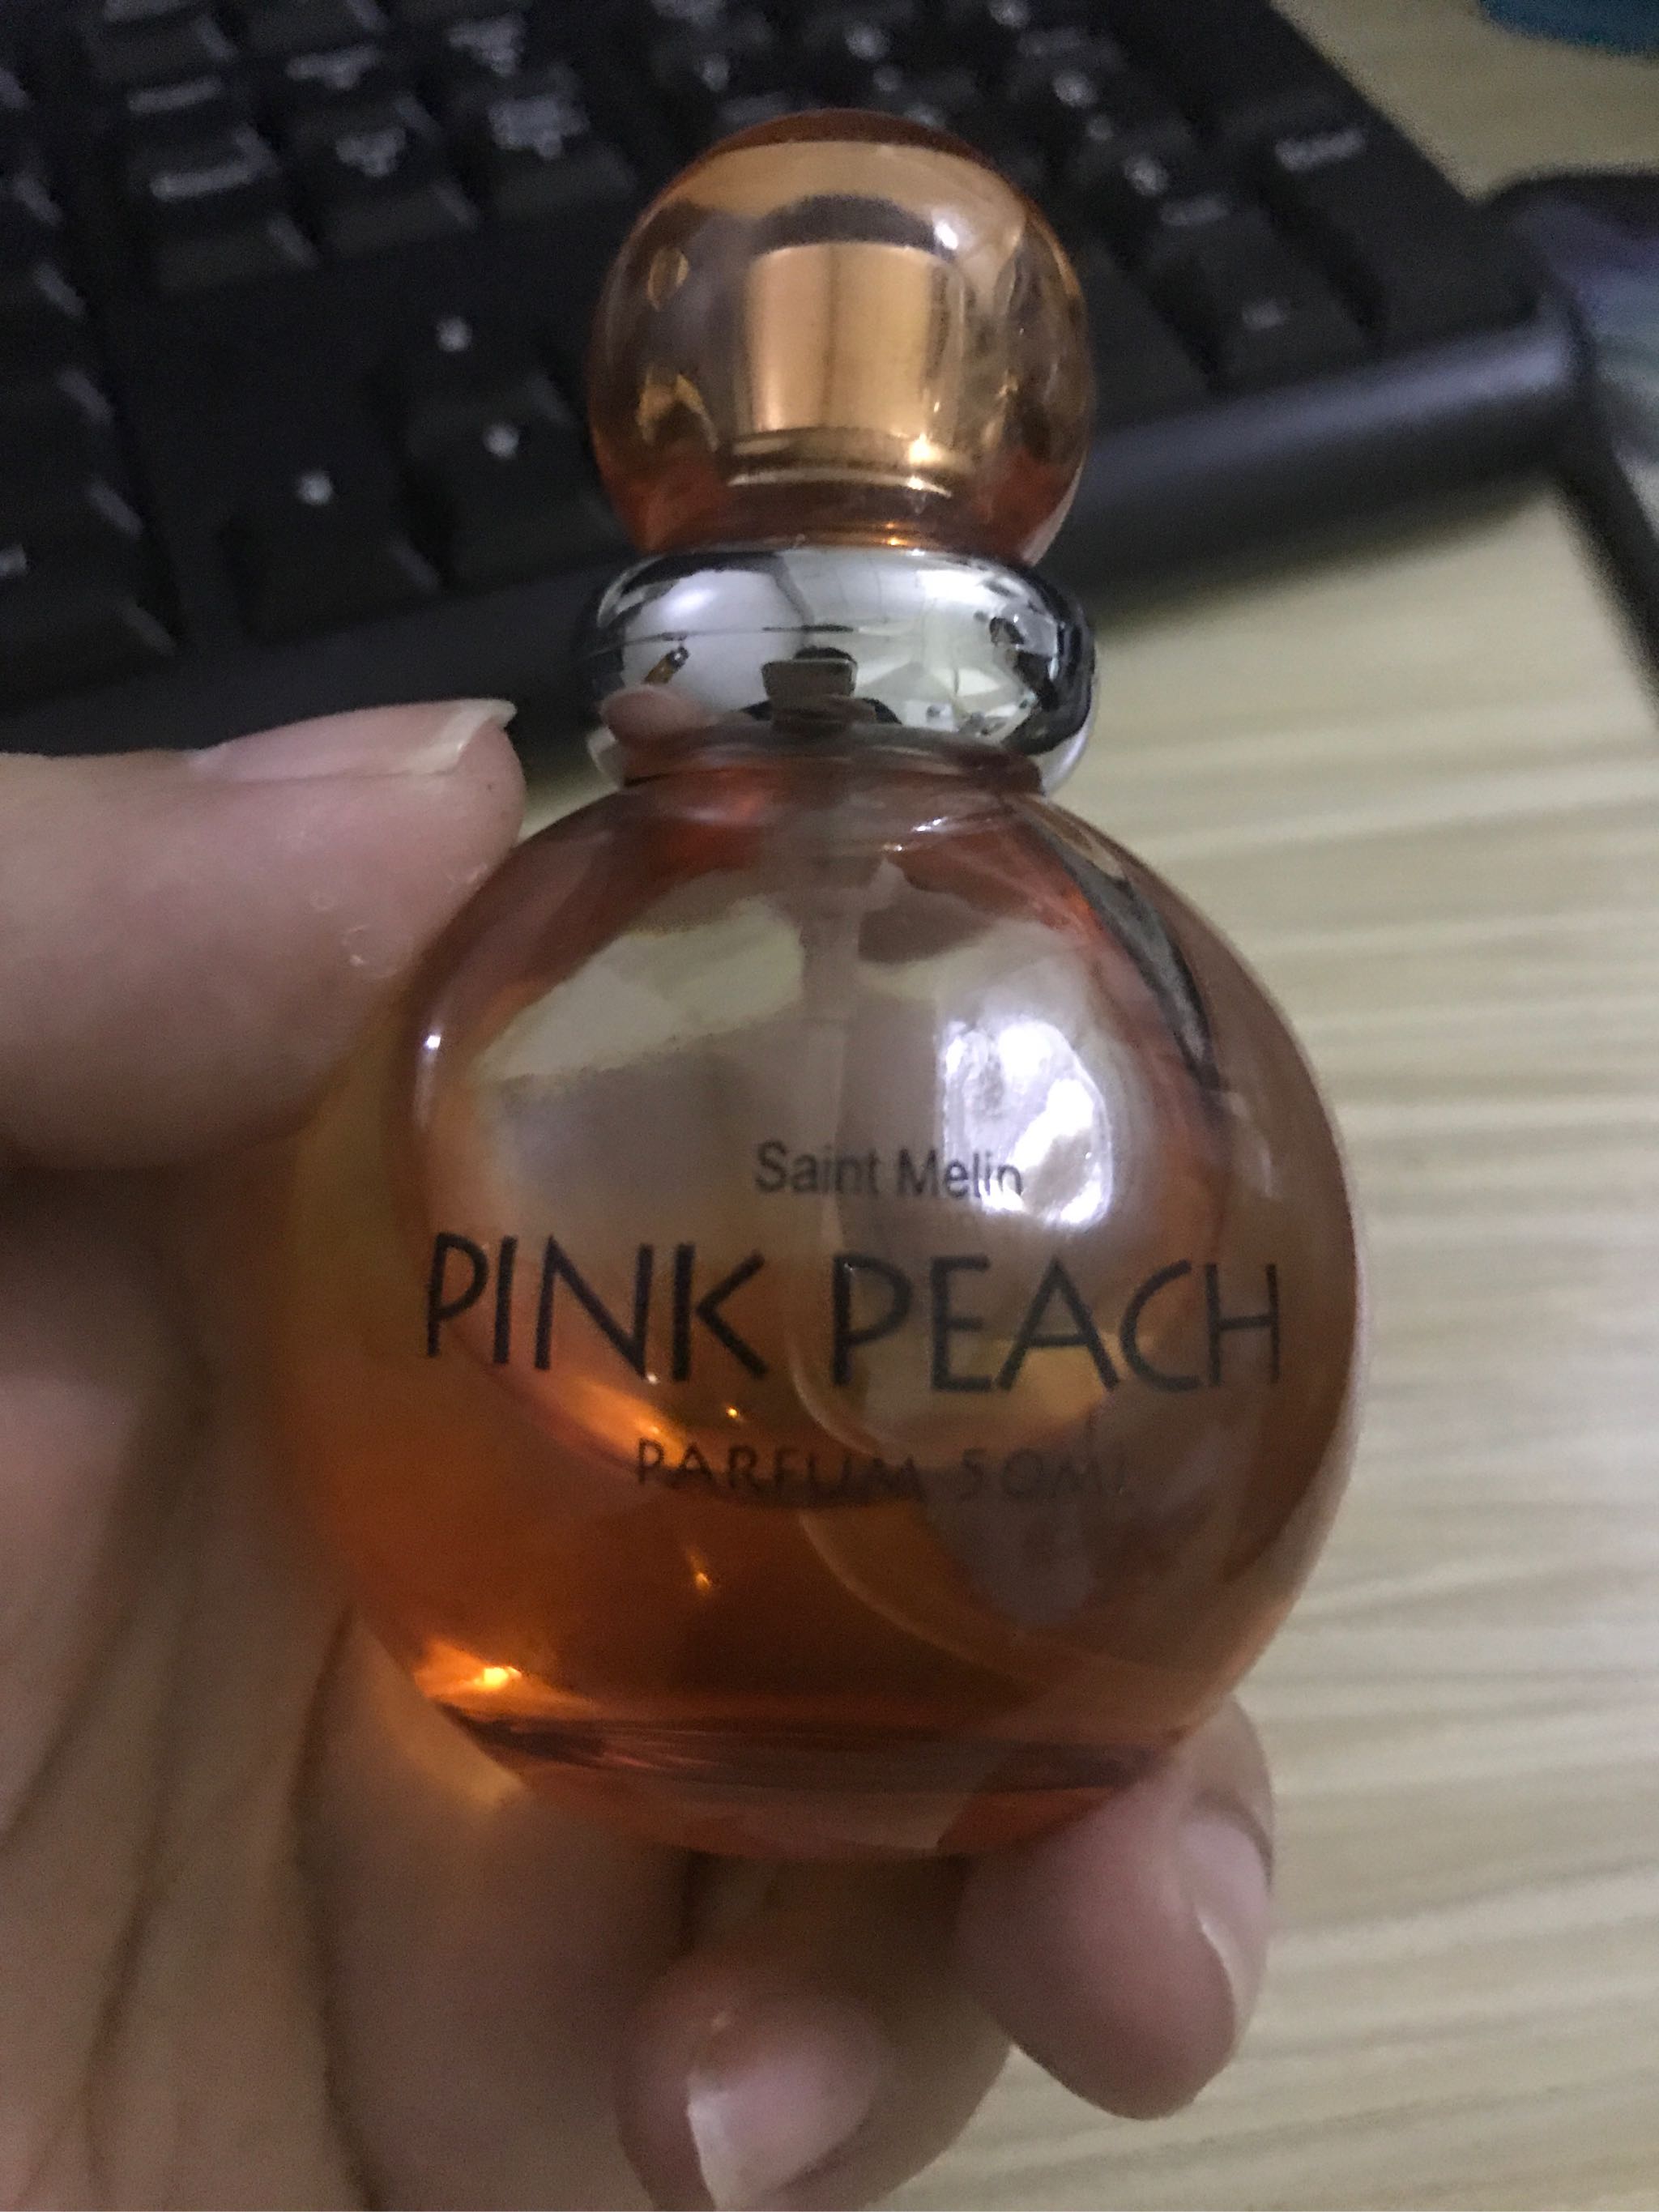 Saint Melin
PINK PEACH
PARFUM 50ML